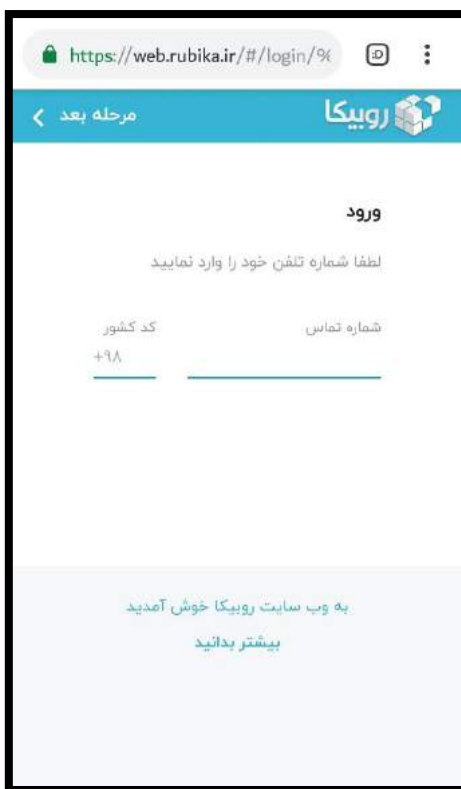 https://web.rubika.ir/#/login/%
:D
روبیکا
مرحله بعد
ورود
لطفا شماره تلفن خود را وارد نمایید
شماره تماس
کد کشور
+۹۸
به وب سایت روبیکا خوش آمدید
بیشتر بدانید